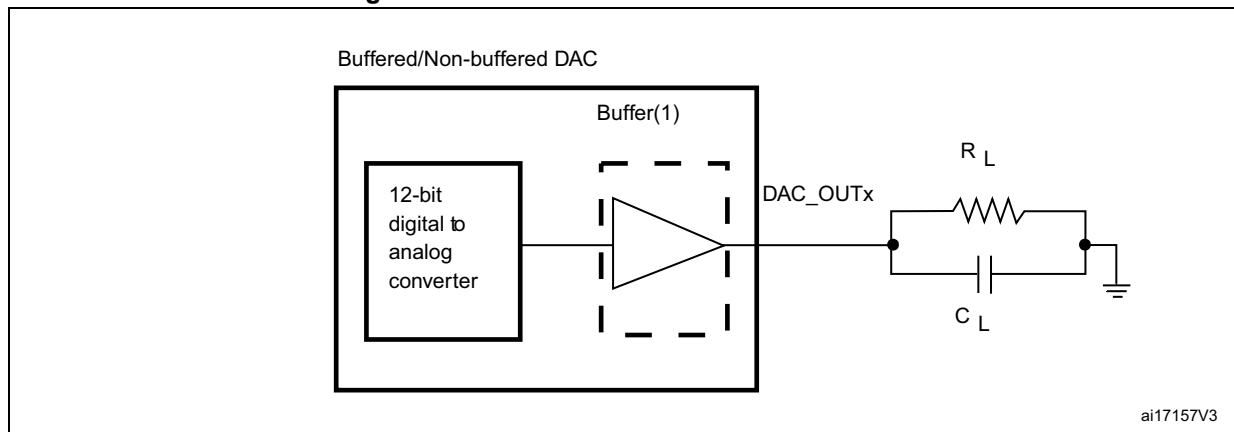 Buffered/Non-buffered DAC
Buffer(1)
12-bit
digital to
analog
converter
DAC_OUTx
R L
C L
ai17157V3